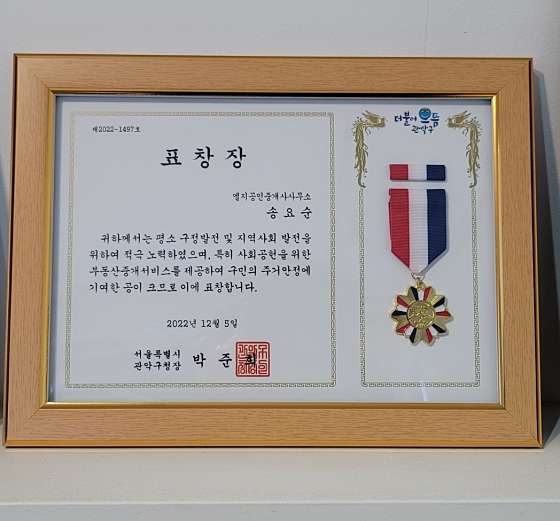 제2022-1497호
더불어 으뜸
관악구
표창장
엘지공인중개사사무소
송요순
귀하께서는 평소 구정발전 및 지역사회 발전을
위하여 적극 노력하였으며, 특히 사회공헌을 위한
부동산중개서비스를 제공하여 구민의 주거안정에
기여한 공이 크므로 이에 표창합니다.
2022년 12월 5일
서울특별시
관악구청장 박준희